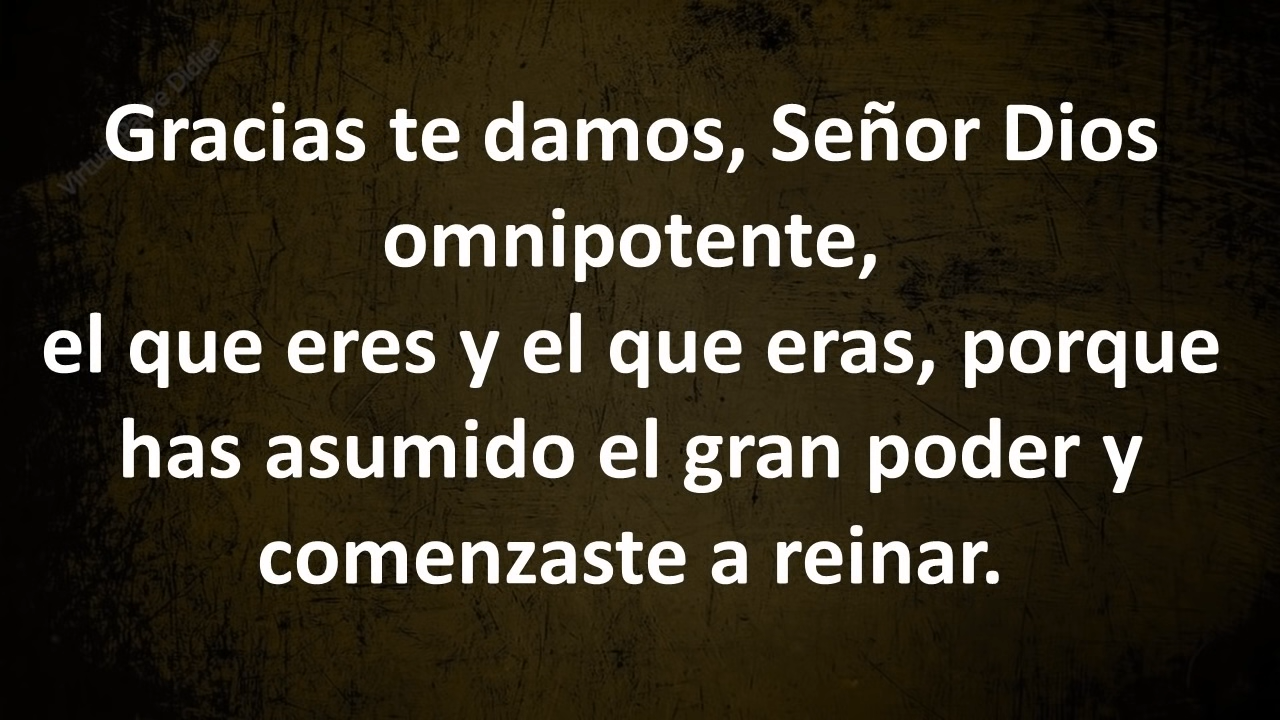 Gracias te damos, Señor Dios
omnipotente,
el que eres y el que eras, porque
has asumido el gran poder y
comenzaste a reinar.